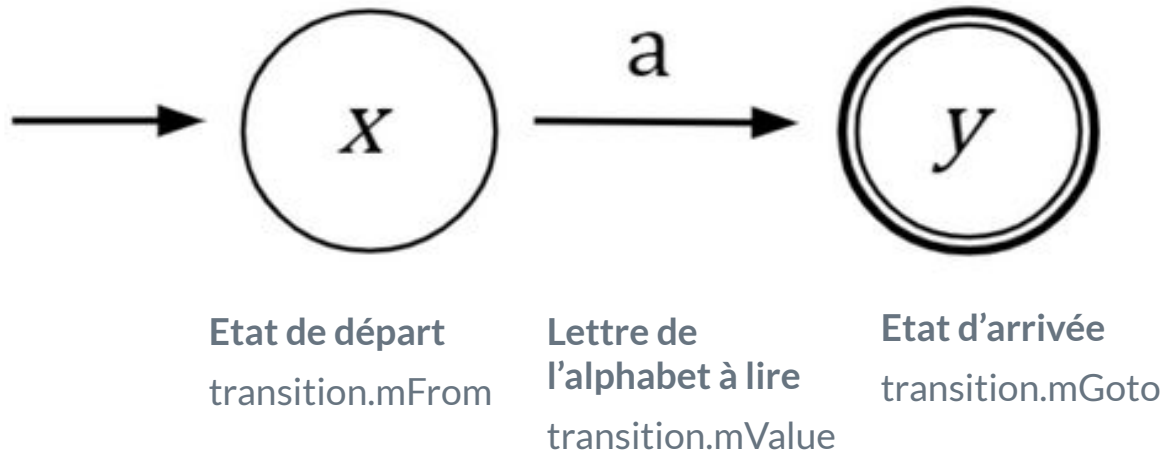 a
x
y
Etat de départ
transition.mFrom
Lettre de
l’alphabet à lire
transition.mValue
Etat d’arrivée
transition.mGoto